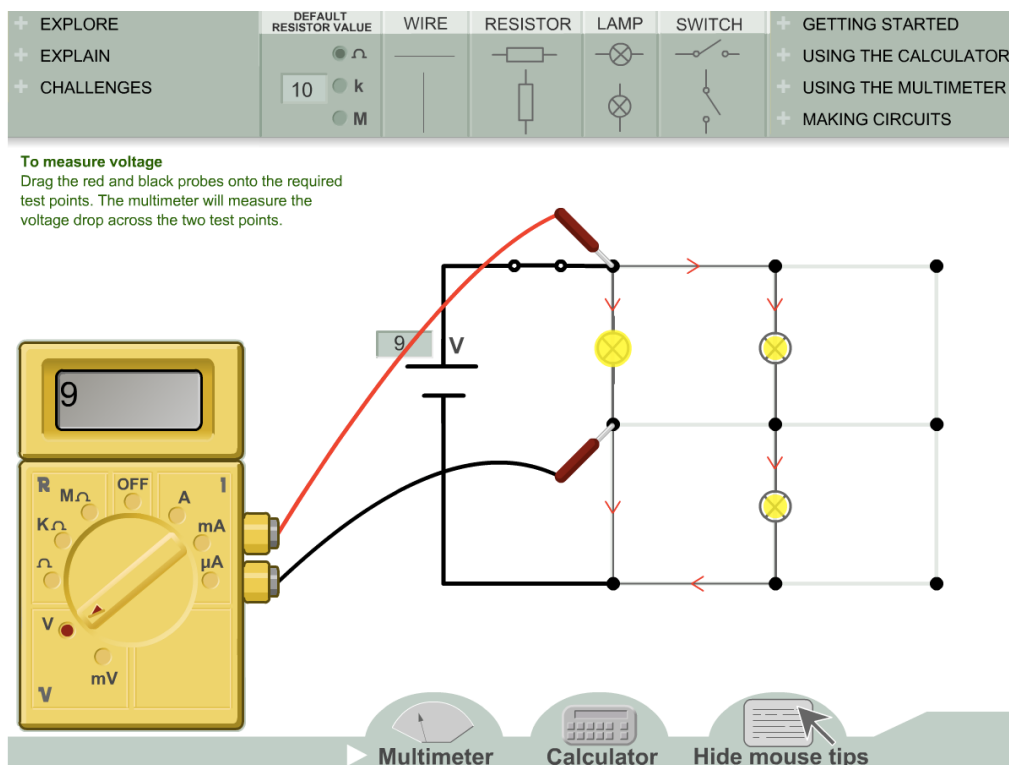 EXPLORE
EXPLAIN
CHALLENGES
DEFAULT
RESISTOR VALUE
Ω
10
k
M
WIRE
RESISTOR
LAMP
SWITCH
GETTING STARTED
USING THE CALCULATOR
USING THE MULTIMETER
MAKING CIRCUITS
To measure voltage
Drag the red and black probes onto the required
test points. The multimeter will measure the
voltage drop across the two test points.
9 V
9
R
MΩ
OFF
A
I
KΩ
mA
Ω
µA
V
mV
V
Multimeter
Calculator
Hide mouse tips